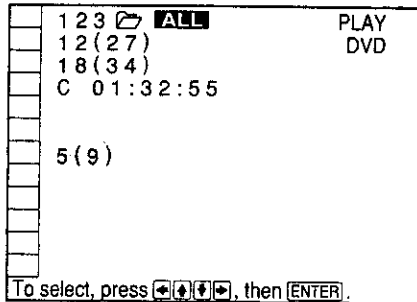 123 ALL PLAY
12(27) DVD
18(34)
C 01:32:55
5(9)
To select, press ←↑↓→, then ENTER.